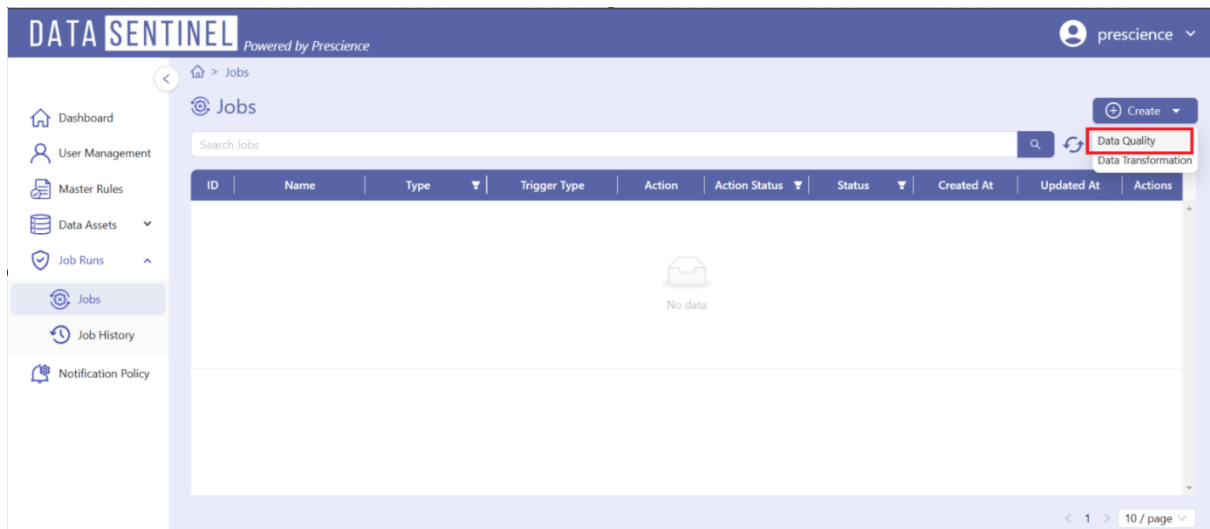 DATA SENTINEL Powered by Prescience
prescience
> Jobs
Jobs
Create
Data Quality
Data Transformation
Search Jobs
Dashboard
User Management
Master Rules
Data Assets
Job Runs
Jobs
Job History
Notification Policy
ID Name Type Trigger Type Action Action Status Status Created At Updated At Actions
No data
< 1 > 10 / page